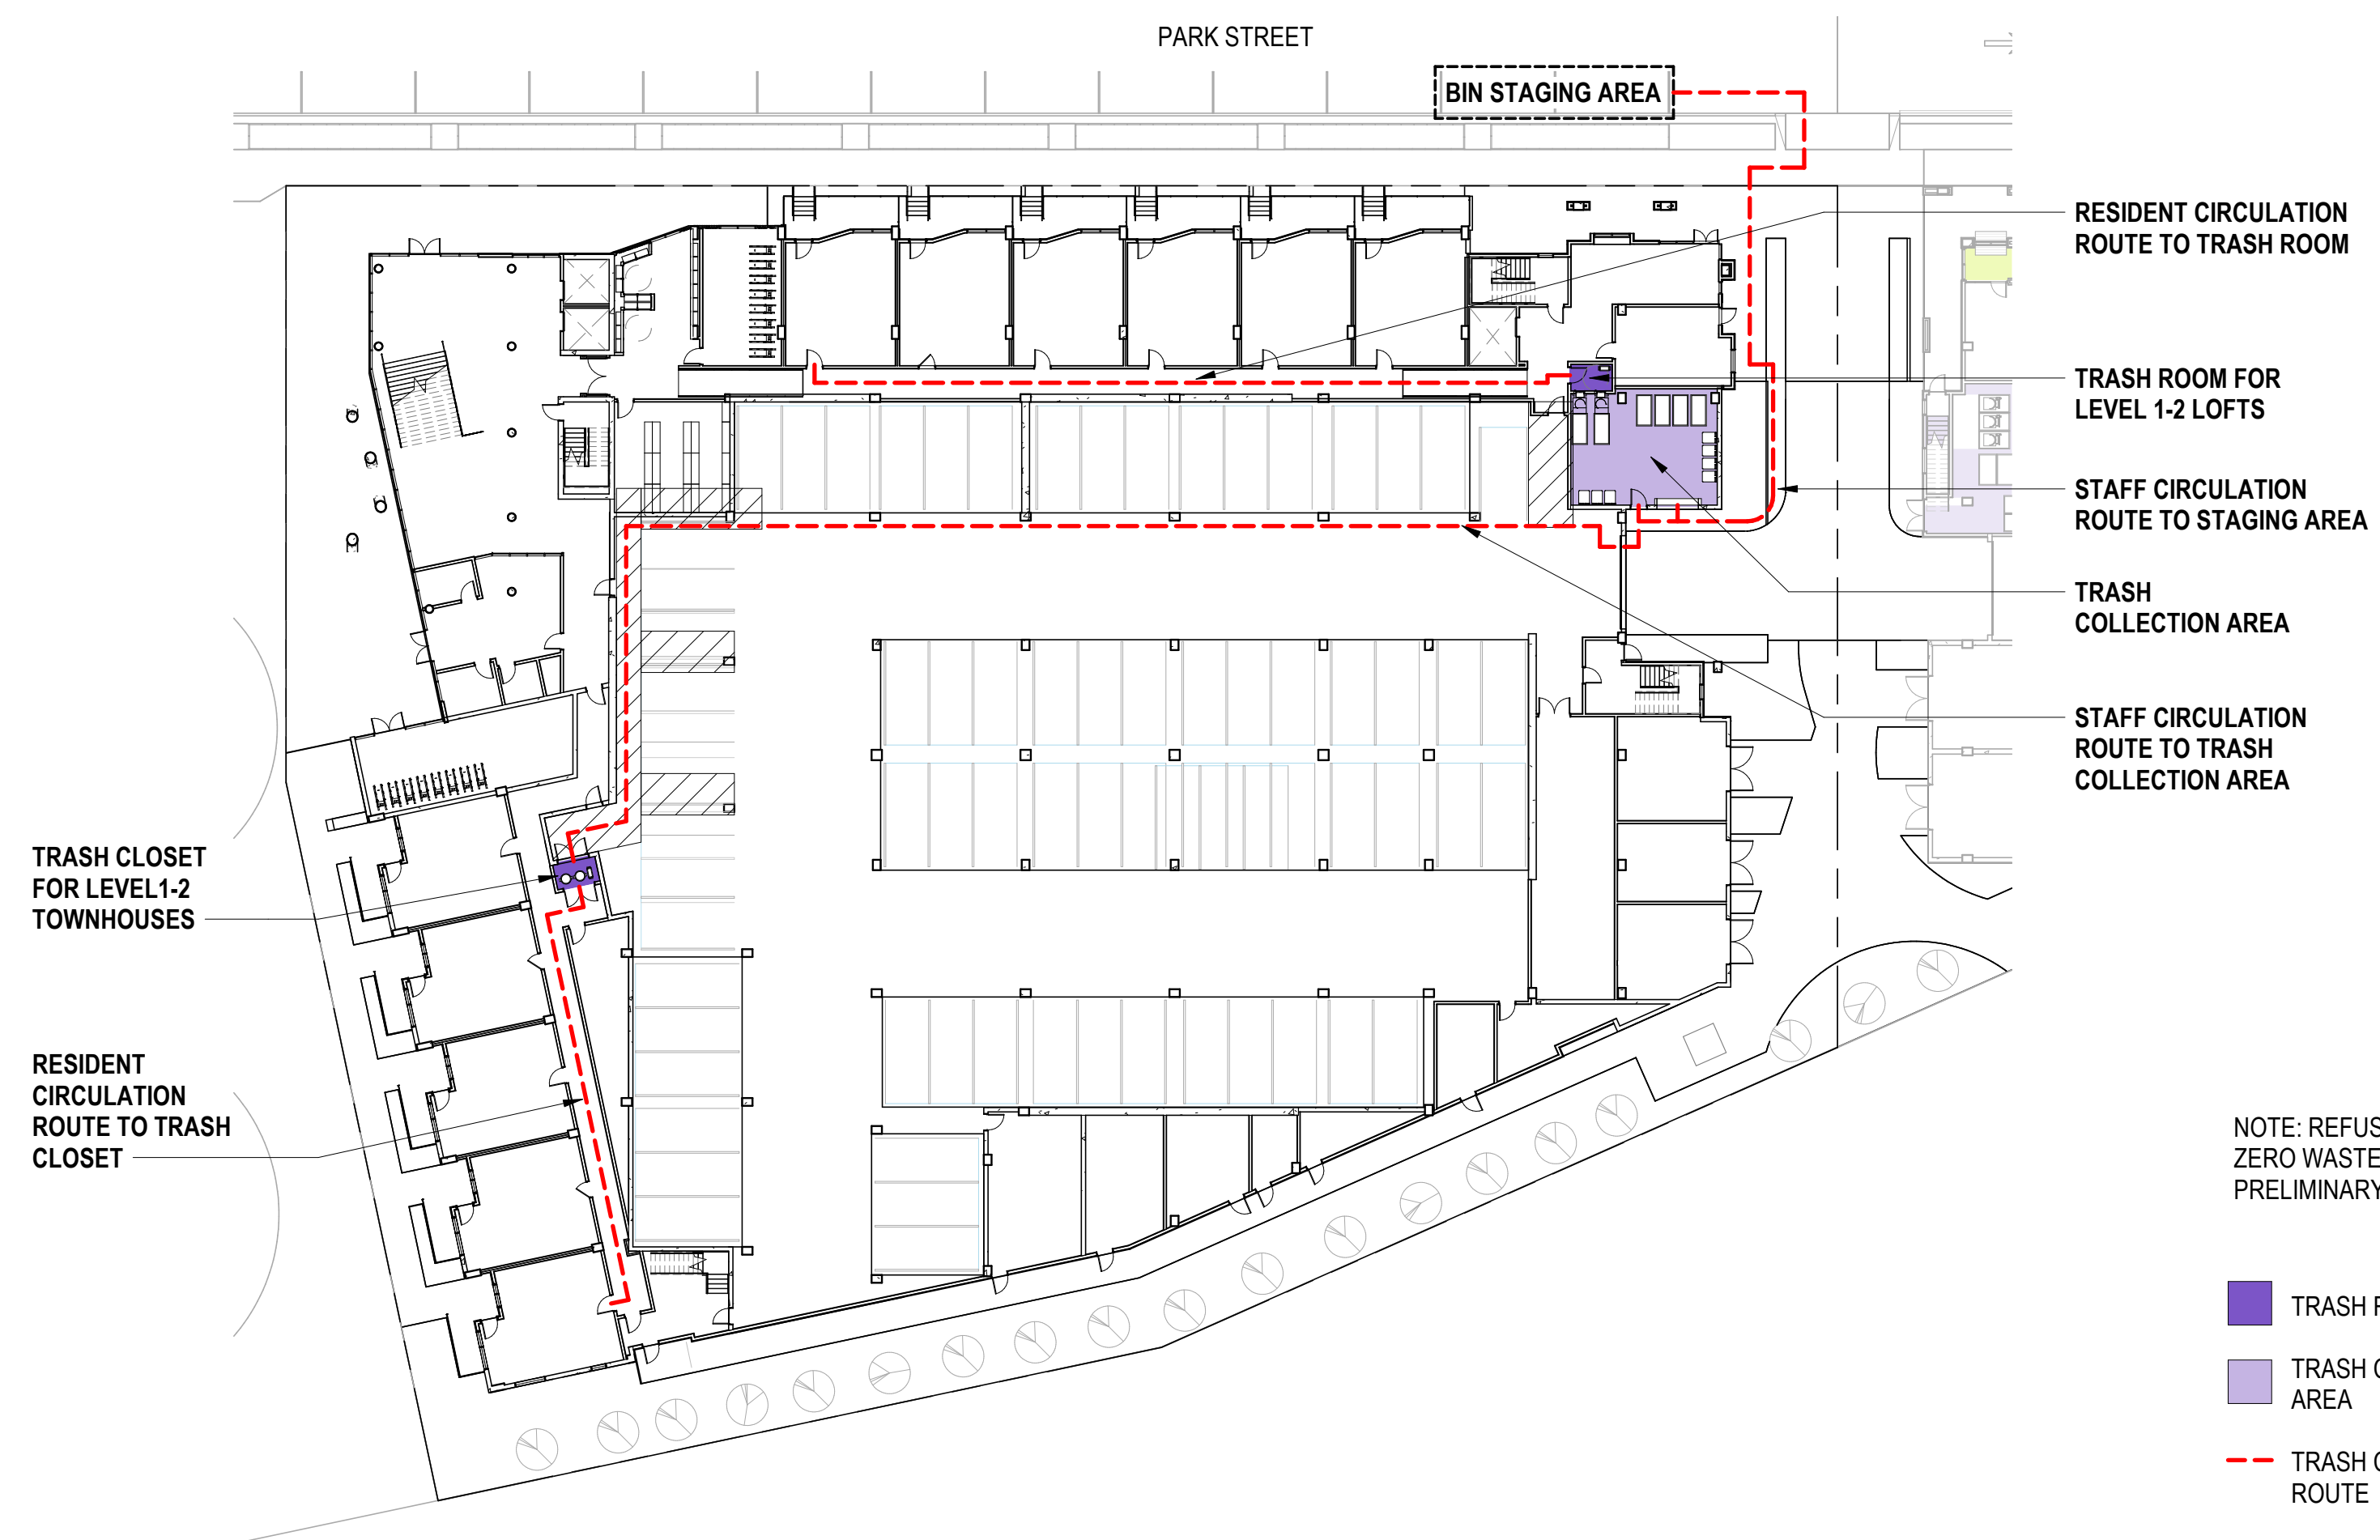 PARK STREET
BIN STAGING AREA
RESIDENT CIRCULATION
ROUTE TO TRASH ROOM
TRASH ROOM FOR
LEVEL 1-2 LOFTS
STAFF CIRCULATION
ROUTE TO STAGING AREA
TRASH
COLLECTION AREA
STAFF CIRCULATION
ROUTE TO TRASH
COLLECTION AREA
TRASH CLOSET
FOR LEVEL1-2
TOWNHOUSES
RESIDENT
CIRCULATION
ROUTE TO TRASH
CLOSET
NOTE: REFUS
ZERO WASTE
PRELIMINARY
TRASH
TRASH
AREA
TRASH
ROUTE